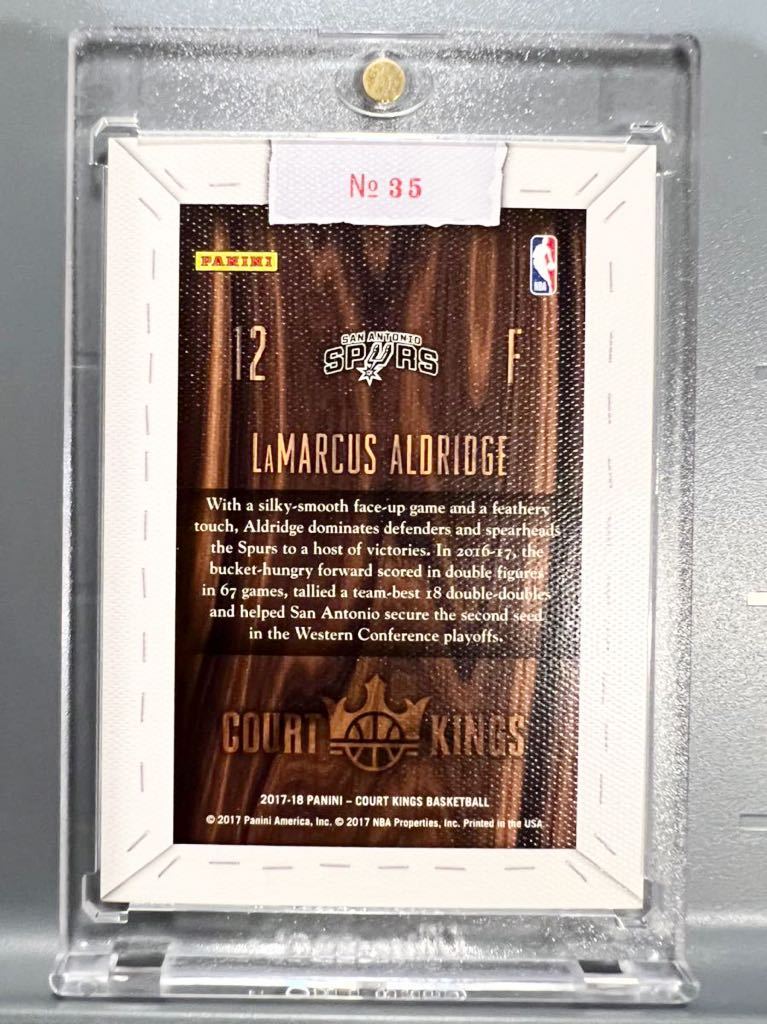 № 35
PANINI
NBA
12
SAN ANTONIO
SPURS
F
LaMARCUS ALDRIDGE
With a silky-smooth face-up game and a feathery
touch, Aldridge dominates defenders and spearheads
the Spurs to a host of victories. In 2016-17, the
bucket-hungry forward scored in double figures
in 67 games, tallied a team-best 18 double-doubles
and helped San Antonio secure the second seed
in the Western Conference playoffs.
COURT KINGS
2017-18 PANINI – COURT KINGS BASKETBALL
© 2017 Panini America, Inc. © 2017 NBA Properties, Inc. Printed in the USA